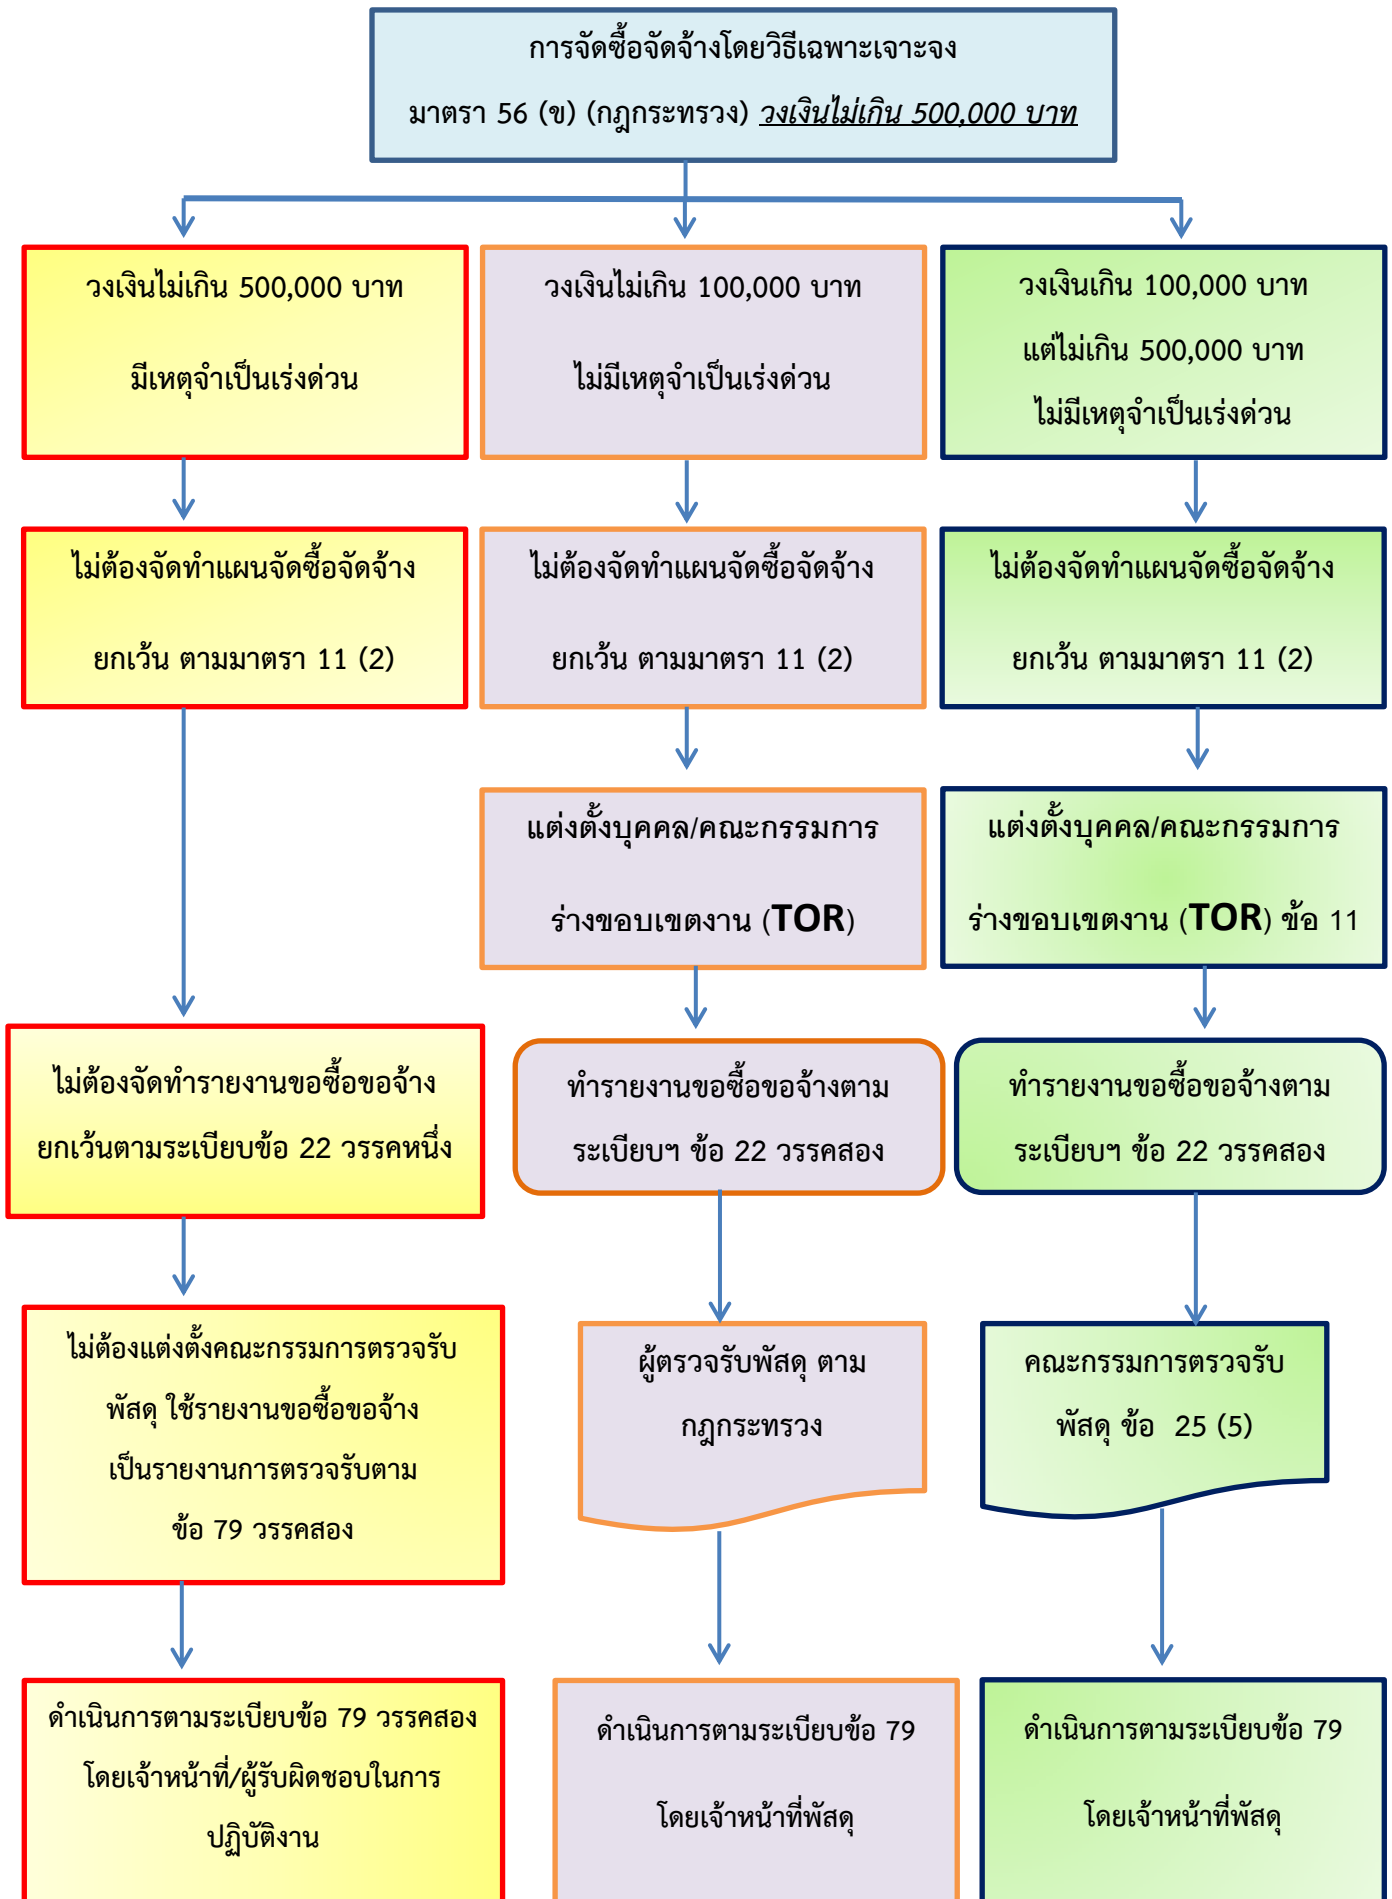 การจัดซื้อจัดจ้างโดยวิธีเฉพาะเจาะจง
มาตรา 56 (ข) (กฎกระทรวง) วงเงินไม่เกิน 500,000 บาท
วงเงินไม่เกิน 500,000 บาท
มีเหตุจำเป็นเร่งด่วน
วงเงินไม่เกิน 100,000 บาท
ไม่มีเหตุจำเป็นเร่งด่วน
วงเงินเกิน 100,000 บาท
แต่ไม่เกิน 500,000 บาท
ไม่มีเหตุจำเป็นเร่งด่วน
ไม่ต้องจัดทำแผนจัดซื้อจัดจ้าง
ยกเว้น ตามมาตรา 11 (2)
ไม่ต้องจัดทำแผนจัดซื้อจัดจ้าง
ยกเว้น ตามมาตรา 11 (2)
ไม่ต้องจัดทำแผนจัดซื้อจัดจ้าง
ยกเว้น ตามมาตรา 11 (2)
แต่งตั้งบุคคล/คณะกรรมการ
ร่างขอบเขตงาน (TOR)
แต่งตั้งบุคคล/คณะกรรมการ
ร่างขอบเขตงาน (TOR) ข้อ 11
ไม่ต้องจัดทำรายงานขอซื้อขอจ้าง
ยกเว้นตามระเบียบข้อ 22 วรรคหนึ่ง
ทำรายงานขอซื้อขอจ้างตาม
ระเบียบฯ ข้อ 22 วรรคสอง
ทำรายงานขอซื้อขอจ้างตาม
ระเบียบฯ ข้อ 22 วรรคสอง
ไม่ต้องแต่งตั้งคณะกรรมการตรวจรับ
พัสดุ ใช้รายงานขอซื้อขอจ้าง
เป็นรายงานการตรวจรับตาม
ข้อ 79 วรรคสอง
ผู้ตรวจรับพัสดุ ตาม
กฎกระทรวง
คณะกรรมการตรวจรับ
พัสดุ ข้อ 25 (5)
ดำเนินการตามระเบียบข้อ 79 วรรคสอง
โดยเจ้าหน้าที่/ผู้รับผิดชอบในการ
ปฏิบัติงาน
ดำเนินการตามระเบียบข้อ 79
โดยเจ้าหน้าที่พัสดุ
ดำเนินการตามระเบียบข้อ 79
โดยเจ้าหน้าที่พัสดุ